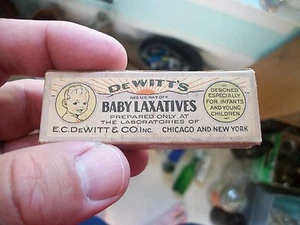 DEWITT'S
REG. U.S. PAT. OFF.
BABY LAXATIVES
PREPARED ONLY AT
THE LABORATORIES OF
E.C. DEWITT & CO. INC. CHICAGO AND NEW YORK
DESIGNED
ESPECIALLY
FOR INFANTS
AND YOUNG
CHILDREN